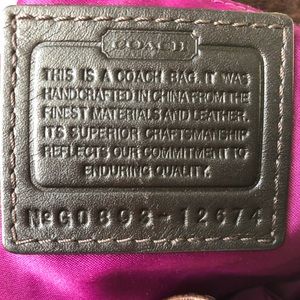 COACH
THIS IS A COACH BAG. IT WAS
HANDCRAFTED IN CHINA FROM THE
FINEST MATERIALS AND LEATHER.
ITS SUPERIOR CRAFTSMANSHIP
REFLECTS OUR COMMITMENT TO
ENDURING QUALITY.
Nº G0893-12674